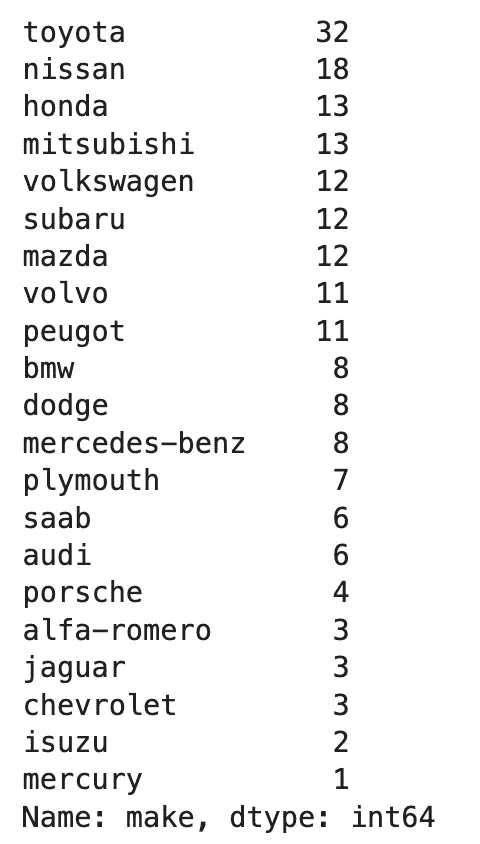 toyota 32
nissan 18
honda 13
mitsubishi 13
volkswagen 12
subaru 12
mazda 12
volvo 11
peugot 11
bmw 8
dodge 8
mercedes-benz 8
plymouth 7
saab 6
audi 6
porsche 4
alfa-romero 3
jaguar 3
chevrolet 3
isuzu 2
mercury 1
Name: make, dtype: int64